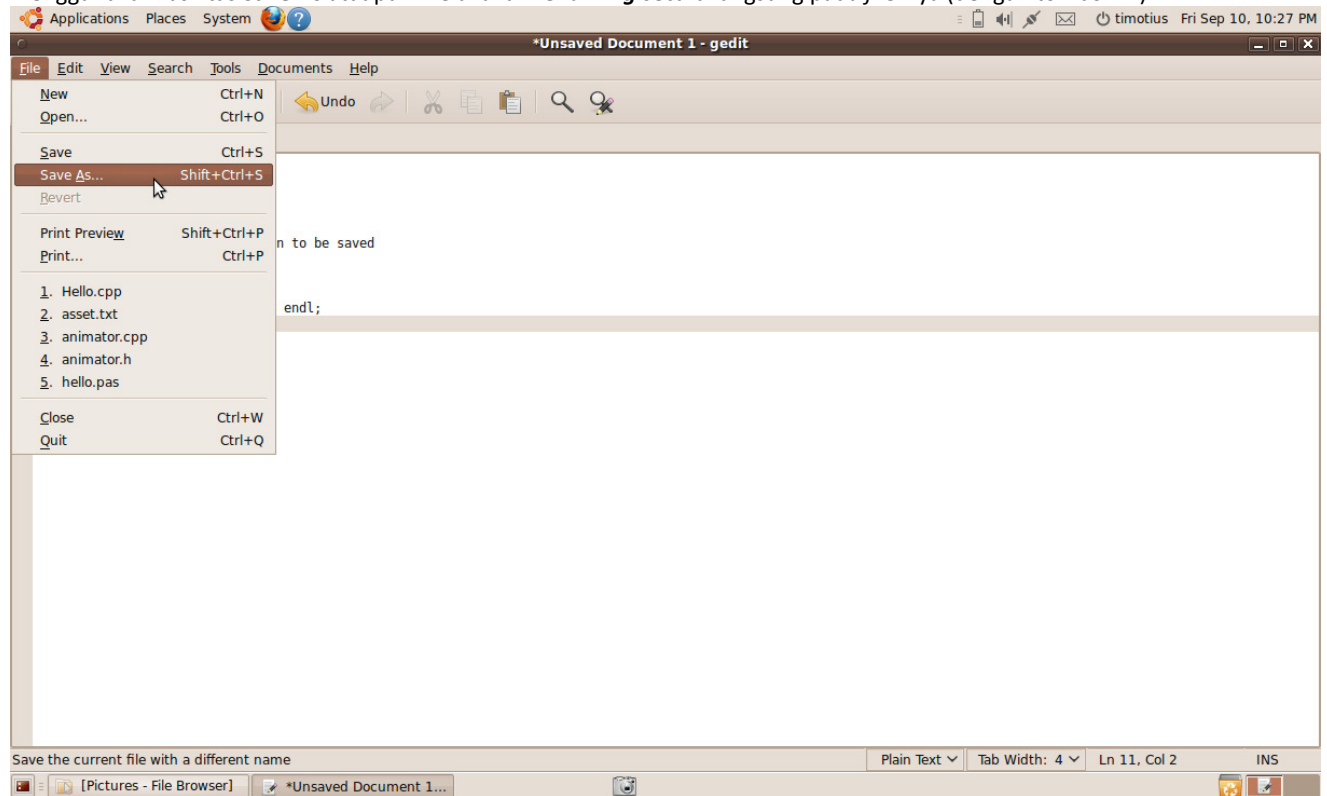 Applications Places System timotius Fri Sep 10, 10:27 PM
*Unsaved Document 1 - gedit
File Edit View Search Tools Documents Help
New Ctrl+N
Undo
Open... Ctrl+O
Save Ctrl+S
Save As... Shift+Ctrl+S
Revert
Print Preview Shift+Ctrl+P
n to be saved
Print... Ctrl+P
1. Hello.cpp
endl;
2. asset.txt
3. animator.cpp
4. animator.h
5. hello.pas
Close Ctrl+W
Quit Ctrl+Q
Save the current file with a different name Plain Text Tab Width: 4 Ln 11, Col 2 INS
[Pictures - File Browser] *Unsaved Document 1...